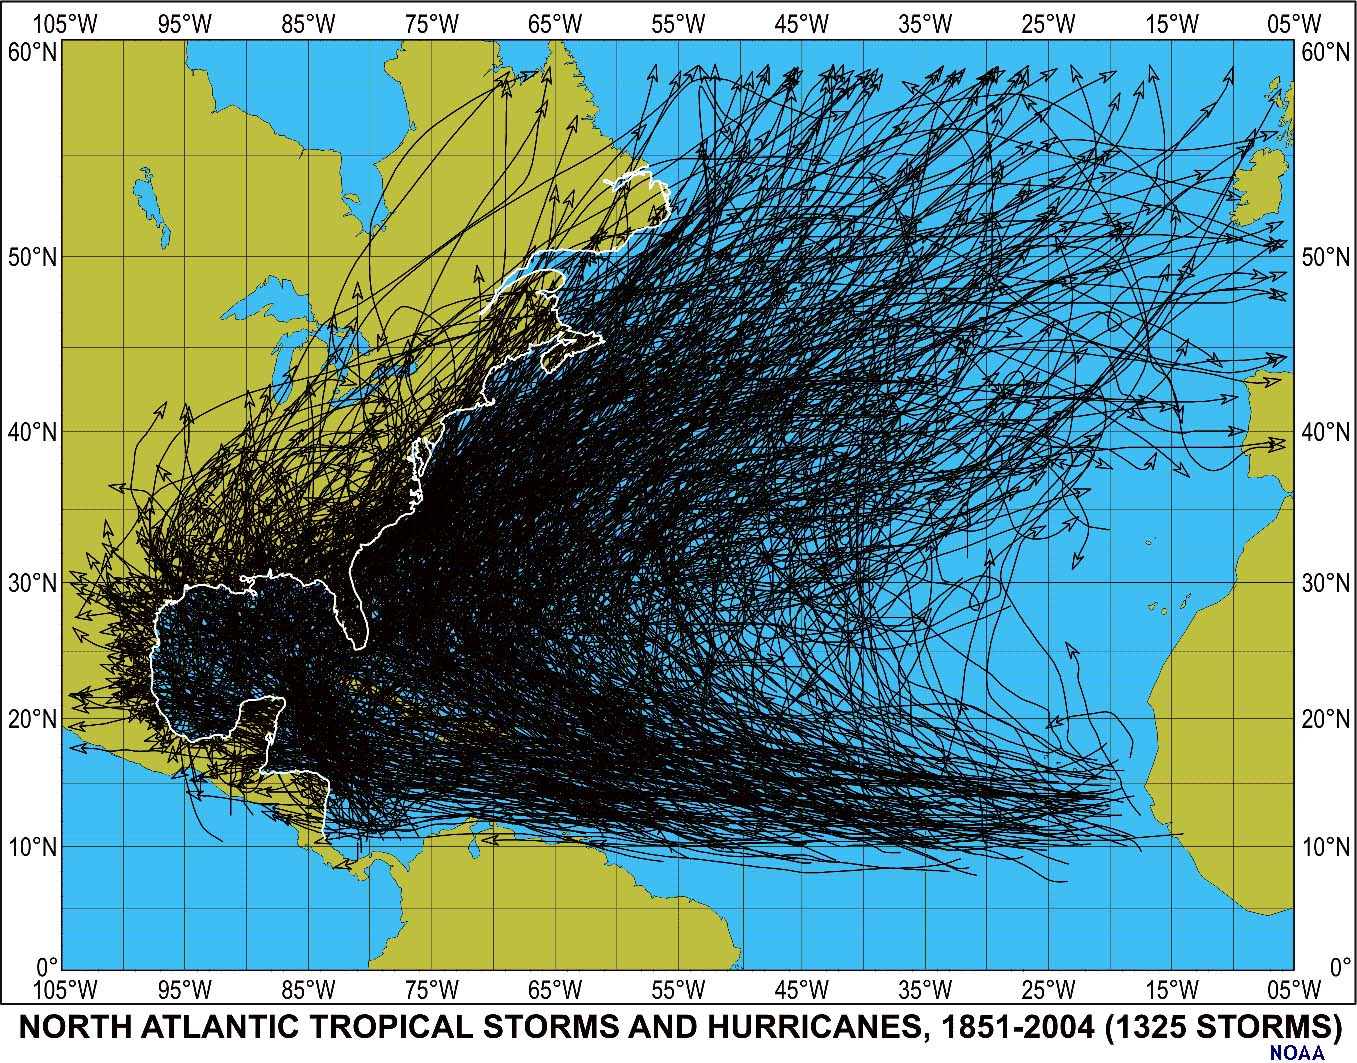 105°W 95°W 85°W 75°W 65°W 55°W 45°W 35°W 25°W 15°W 05°W
60°N 60°N
50°N 50°N
40°N 40°N
30°N 30°N
20°N 20°N
10°N 10°N
0° 0°
105°W 95°W 85°W 75°W 65°W 55°W 45°W 35°W 25°W 15°W 05°W
NORTH ATLANTIC TROPICAL STORMS AND HURRICANES, 1851-2004 (1325 STORMS)
NOAA